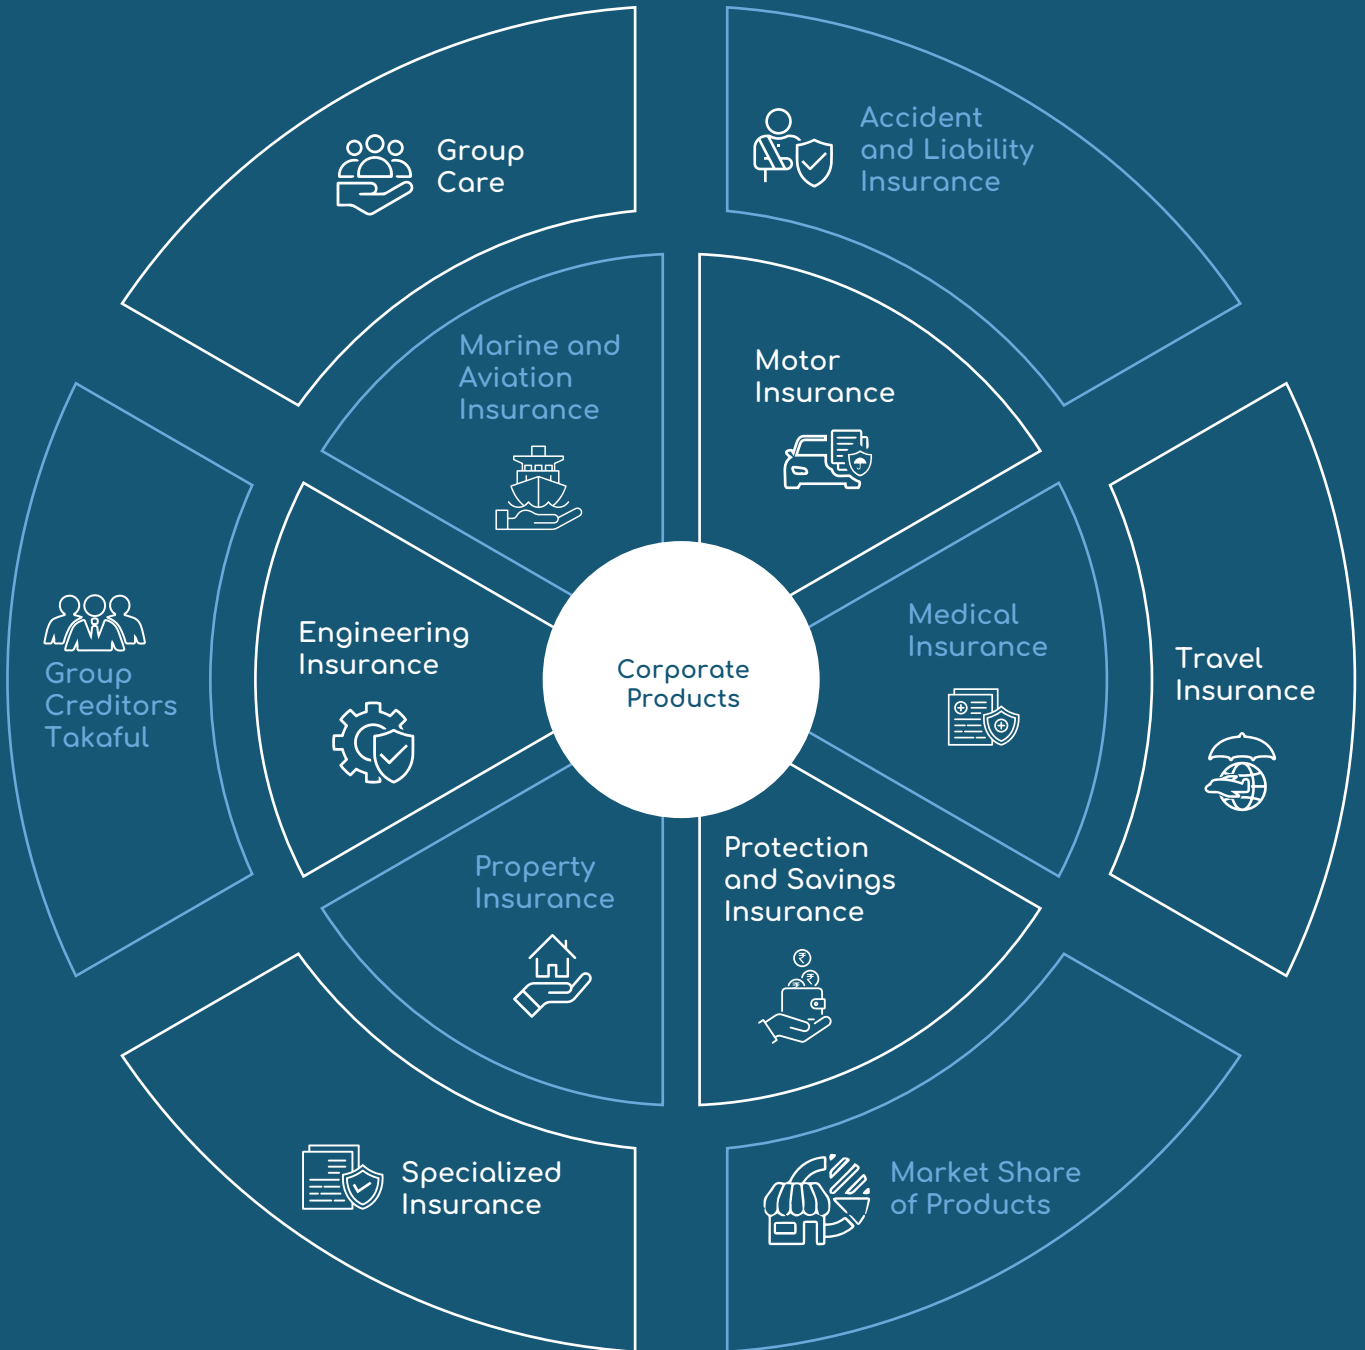 Group
Care
Accident
and Liability
Insurance
Marine and
Aviation
Insurance
Motor
Insurance
Group
Creditors
Takaful
Engineering
Insurance
Corporate
Products
Medical
Insurance
Travel
Insurance
Property
Insurance
Protection
and Savings
Insurance
Specialized
Insurance
Market Share
of Products